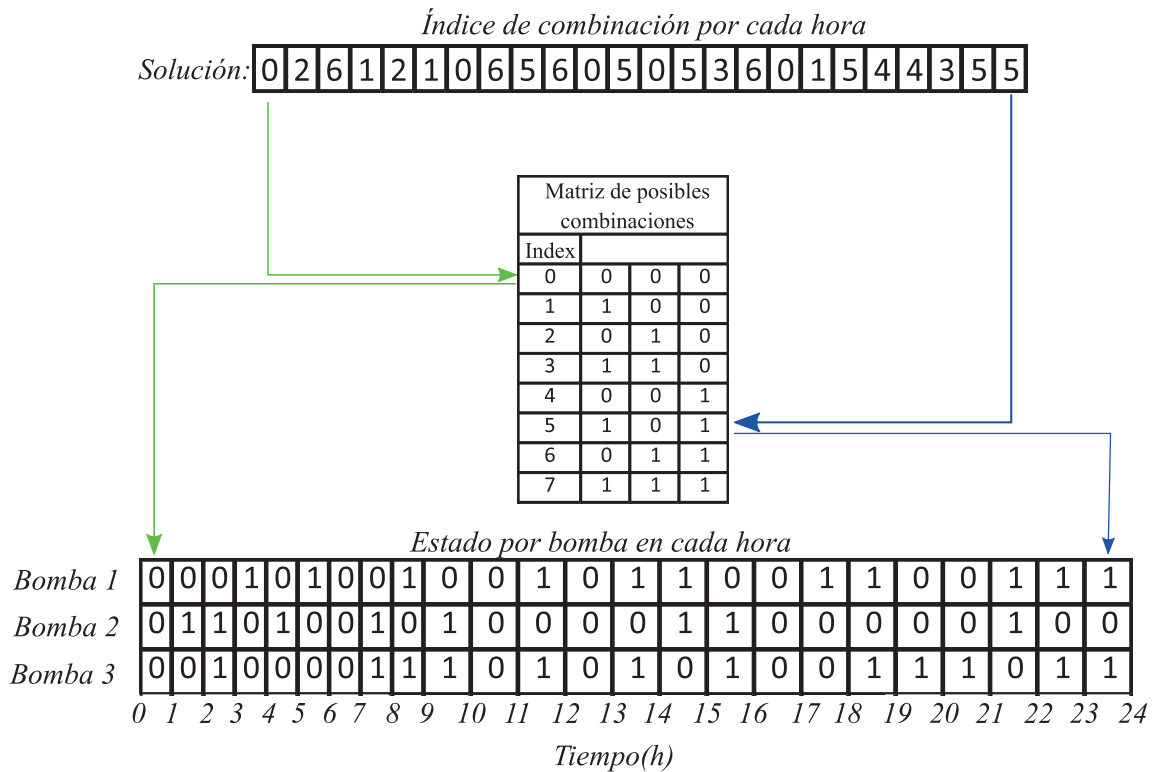 Índice de combinación por cada hora
Solución: 0 2 6 1 2 1 0 6 5 6 0 5 0 5 3 6 0 1 5 4 4 3 5 5
Matriz de posibles
combinaciones
Index
0 0 0 0
1 1 0 0
2 0 1 0
3 1 1 0
4 0 0 1
5 1 0 1
6 0 1 1
7 1 1 1
Estado por bomba en cada hora
Bomba 1 0 0 0 1 0 1 0 0 1 0 0 1 0 1 1 0 0 1 1 0 0 1 1 1
Bomba 2 0 1 1 0 1 0 0 1 0 1 0 0 0 0 1 1 0 0 0 0 0 1 0 0
Bomba 3 0 0 1 0 0 0 0 1 1 1 0 1 0 1 0 1 0 0 1 1 1 0 1 1
0 1 2 3 4 5 6 7 8 9 10 11 12 13 14 15 16 17 18 19 20 21 22 23 24
Tiempo(h)